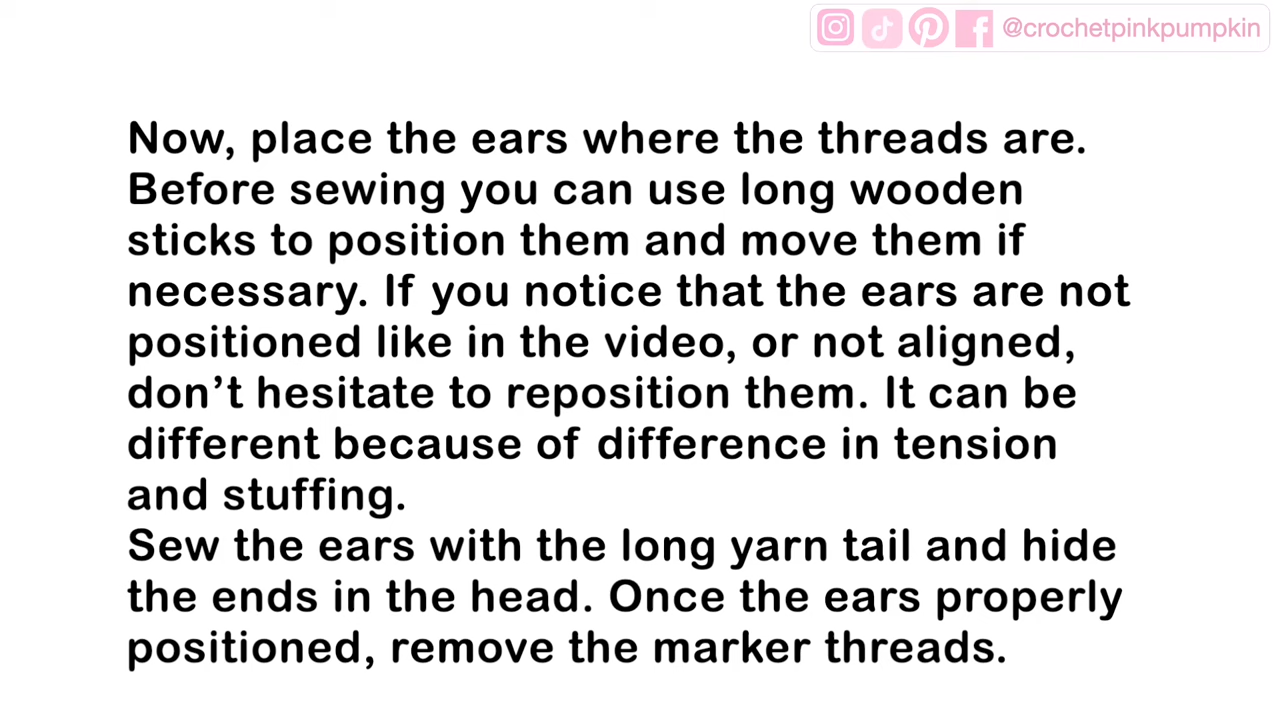 @crochetpinkpumpkin
Now, place the ears where the threads are.
Before sewing you can use long wooden
sticks to position them and move them if
necessary. If you notice that the ears are not
positioned like in the video, or not aligned,
don’t hesitate to reposition them. It can be
different because of difference in tension
and stuffing.
Sew the ears with the long yarn tail and hide
the ends in the head. Once the ears properly
positioned, remove the marker threads.